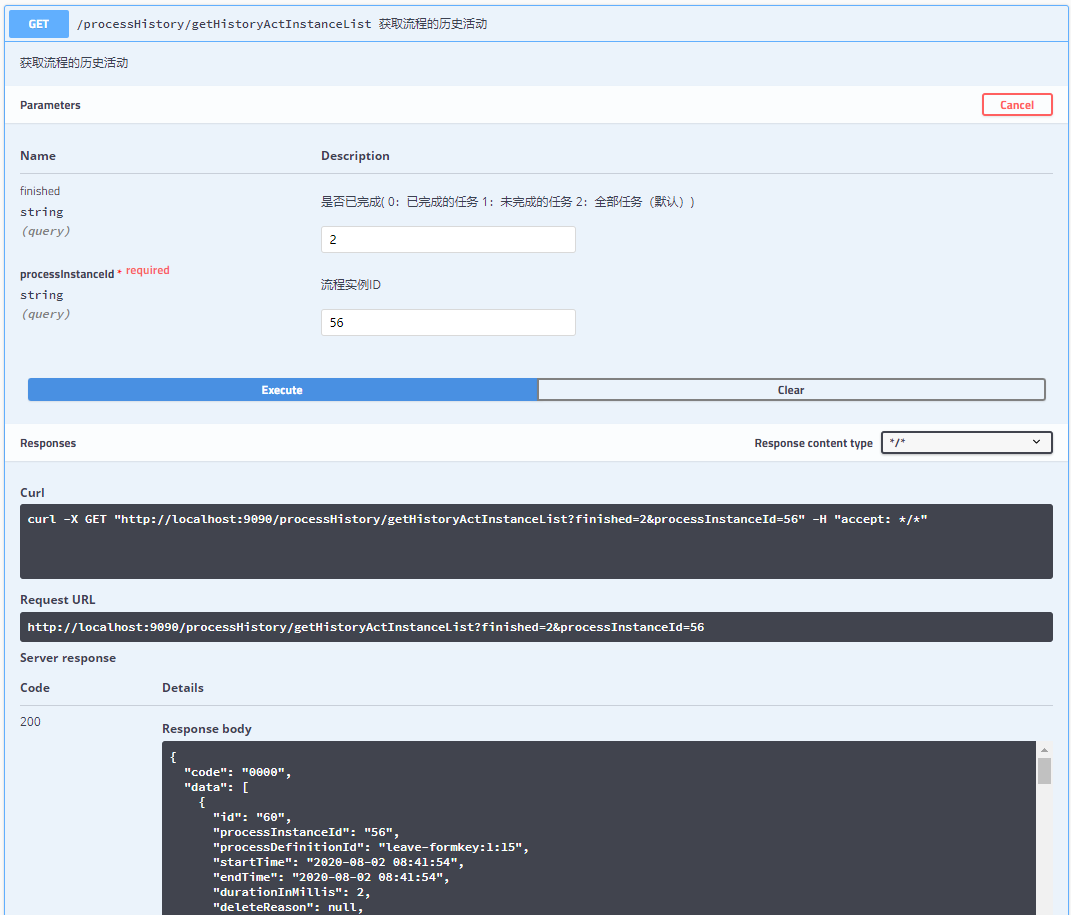 GET /processHistory/getHistoryActInstanceList 获取流程的历史活动
获取流程的历史活动
Parameters
Cancel
Name Description
finished
string
(query)
是否已完成( 0：已完成的任务 1：未完成的任务 2：全部任务（默认）)
2
processInstanceId * required
string
(query)
流程实例ID
56
Execute
Clear
Responses
Response content type */*
Curl
curl -X GET "http://localhost:9090/processHistory/getHistoryActInstanceList?finished=2&processInstanceId=56" -H "accept: */*"
Request URL
http://localhost:9090/processHistory/getHistoryActInstanceList?finished=2&processInstanceId=56
Server response
Code Details
200
Response body
{
"code": "0000",
"data": [
{
"id": "60",
"processInstanceId": "56",
"processDefinitionId": "leave-formkey:1:15",
"startTime": "2020-08-02 08:41:54",
"endTime": "2020-08-02 08:41:54",
"durationInMillis": 2,
"deleteReason": null,